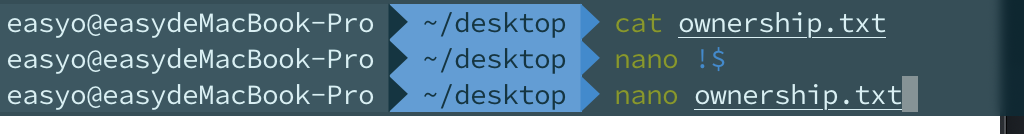 easyo@easydeMacBook-Pro ~/desktop cat ownership.txt
easyo@easydeMacBook-Pro ~/desktop nano !$
easyo@easydeMacBook-Pro ~/desktop nano ownership.txt